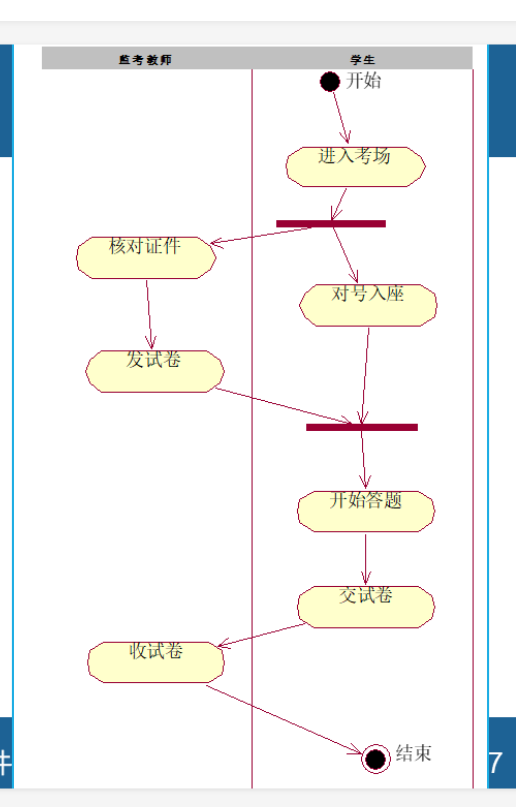 监考教师 学生
开始
进入考场
核对证件
对号入座
发试卷
开始答题
交试卷
收试卷
结束
件 7